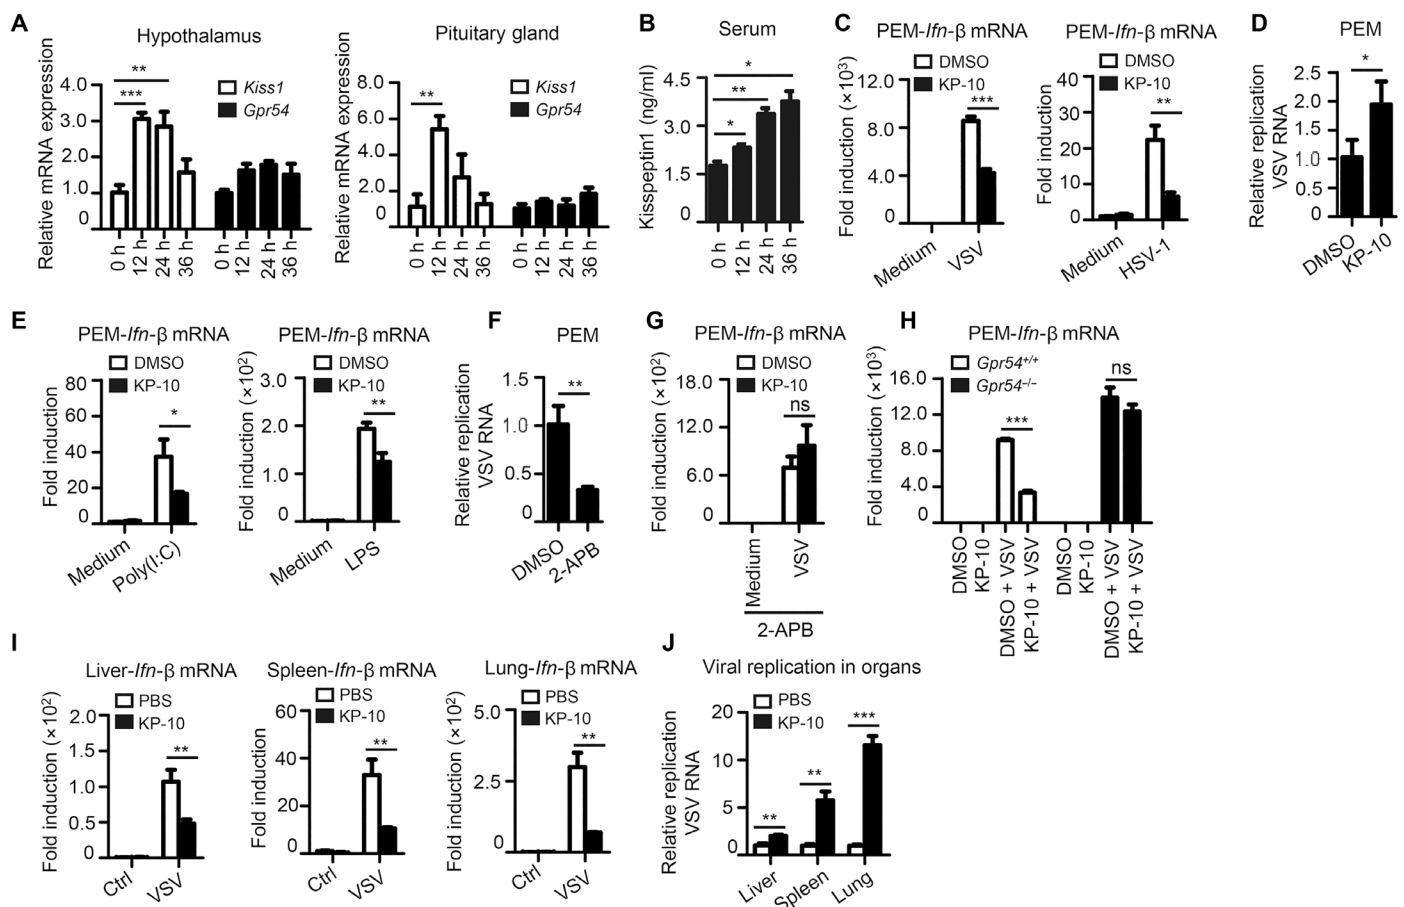 A
Hypothalamus
Relative mRNA expression
4.0
3.0
2.0
1.0
0
**
***
Kiss1
Gpr54
0 h
12 h
24 h
36 h
0 h
12 h
24 h
36 h
Pituitary gland
Relative mRNA expression
8.0
6.0
4.0
2.0
0
**
Kiss1
Gpr54
0 h
12 h
24 h
36 h
0 h
12 h
24 h
36 h
B
Serum
Kisspeptin1 (ng/ml)
4.5
3.0
1.5
0
*
**
*
0 h
12 h
24 h
36 h
C
PEM-Ifn-β mRNA
DMSO
KP-10
Fold induction (×10³)
12.0
8.0
4.0
0
***
Medium
VSV
PEM-Ifn-β mRNA
DMSO
KP-10
Fold induction
40
30
20
10
0
**
Medium
HSV-1
D
PEM
Relative replication
VSV RNA
2.5
2.0
1.5
1.0
0.5
0
*
DMSO
KP-10
E
PEM-Ifn-β mRNA
DMSO
KP-10
Fold induction
80
60
40
20
0
*
Medium
Poly(I:C)
PEM-Ifn-β mRNA
DMSO
KP-10
Fold induction (×10²)
3.0
2.0
1.0
0
**
Medium
LPS
F
PEM
Relative replication
VSV RNA
1.5
1.0
0.5
0
**
DMSO
2-APB
G
PEM-Ifn-β mRNA
DMSO
KP-10
Fold induction (×10²)
18.0
12.0
6.0
0
ns
Medium
VSV
2-APB
H
PEM-Ifn-β mRNA
Gpr54+/+
Gpr54–/–
Fold induction (×10³)
16.0
12.0
8.0
4.0
0
***
ns
DMSO
KP-10
DMSO + VSV
KP-10 + VSV
DMSO
KP-10
DMSO + VSV
KP-10 + VSV
I
Liver-Ifn-β mRNA
PBS
KP-10
Fold induction (×10²)
2.0
1.5
1.0
0.5
0
**
Ctrl
VSV
Spleen-Ifn-β mRNA
PBS
KP-10
Fold induction
60
40
20
0
**
Ctrl
VSV
Lung-Ifn-β mRNA
PBS
KP-10
Fold induction (×10²)
5.0
2.5
0
**
Ctrl
VSV
J
Viral replication in organs
PBS
KP-10
Relative replication
VSV RNA
20
10
5
0
**
**
***
Liver
Spleen
Lung